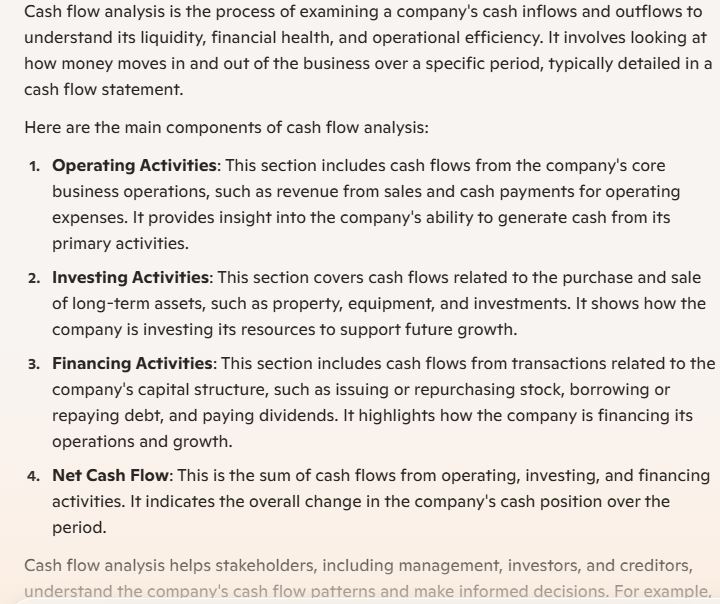 Cash flow analysis is the process of examining a company's cash inflows and outflows to
understand its liquidity, financial health, and operational efficiency. It involves looking at
how money moves in and out of the business over a specific period, typically detailed in a
cash flow statement.
Here are the main components of cash flow analysis:
1. Operating Activities: This section includes cash flows from the company's core
business operations, such as revenue from sales and cash payments for operating
expenses. It provides insight into the company's ability to generate cash from its
primary activities.
2. Investing Activities: This section covers cash flows related to the purchase and sale
of long-term assets, such as property, equipment, and investments. It shows how the
company is investing its resources to support future growth.
3. Financing Activities: This section includes cash flows from transactions related to the
company's capital structure, such as issuing or repurchasing stock, borrowing or
repaying debt, and paying dividends. It highlights how the company is financing its
operations and growth.
4. Net Cash Flow: This is the sum of cash flows from operating, investing, and financing
activities. It indicates the overall change in the company's cash position over the
period.
Cash flow analysis helps stakeholders, including management, investors, and creditors,
understand the company's cash flow patterns and make informed decisions. For example,